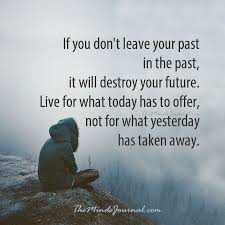 If you don't leave your past
in the past,
it will destroy your future.
Live for what today has to offer,
not for what yesterday
has taken away.
TheMindsJournal.com